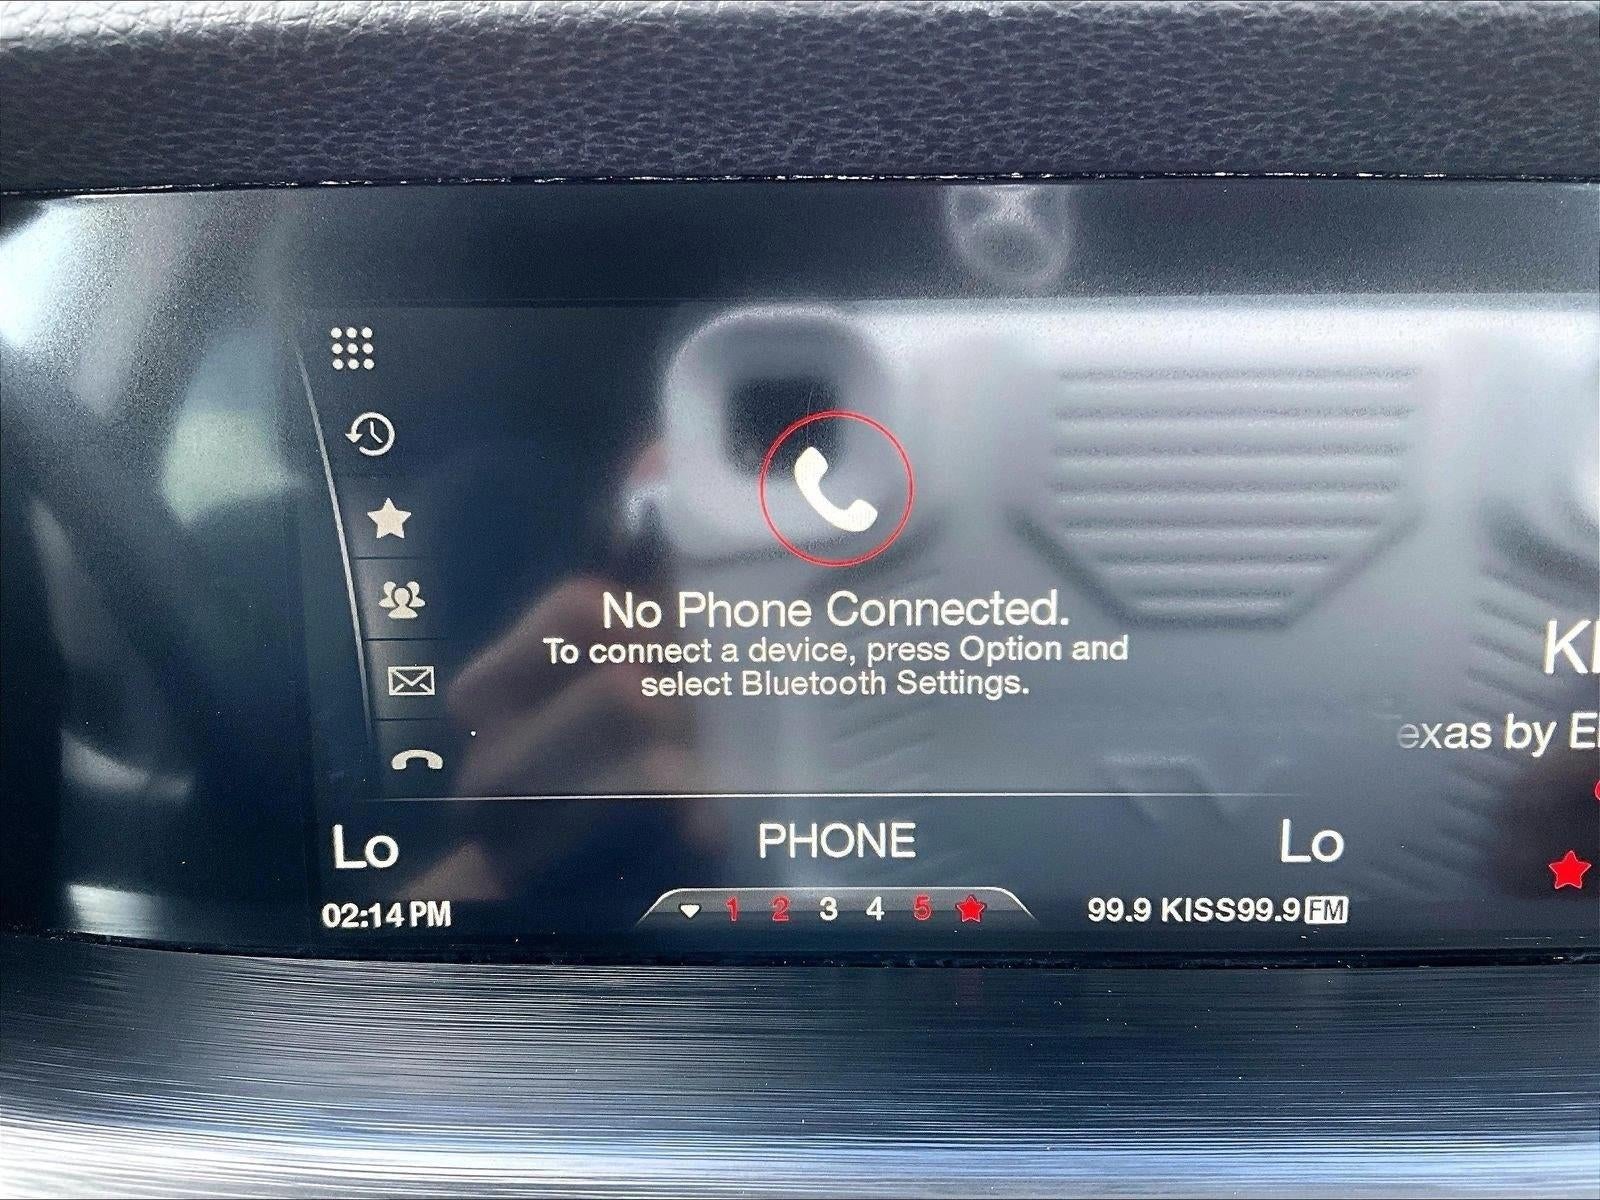 No Phone Connected.
To connect a device, press Option and
select Bluetooth Settings.
exas by E
Lo
PHONE
Lo
02:14 PM
1 2 3 4 5
99.9 KISS99.9 FM